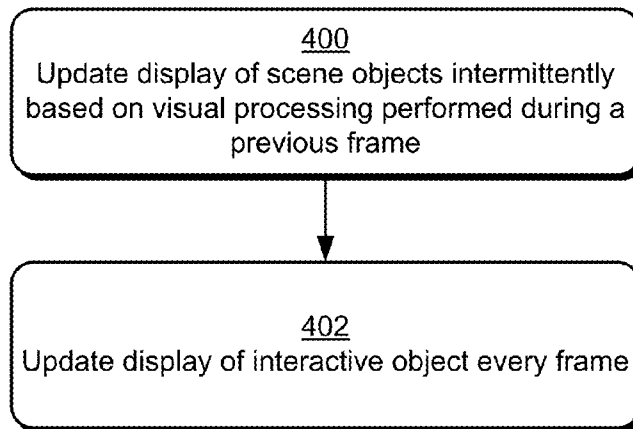 400
Update display of scene objects intermittently
based on visual processing performed during a
previous frame
402
Update display of interactive object every frame